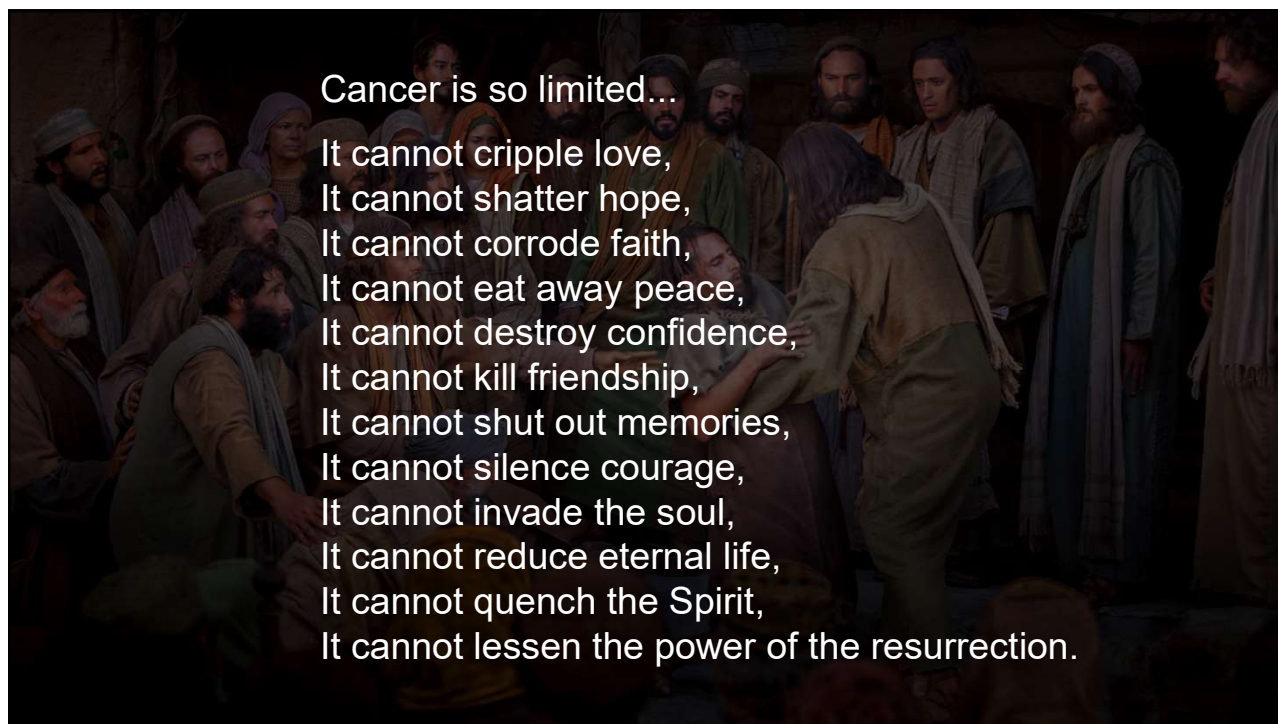 Cancer is so limited...
It cannot cripple love,
It cannot shatter hope,
It cannot corrode faith,
It cannot eat away peace,
It cannot destroy confidence,
It cannot kill friendship,
It cannot shut out memories,
It cannot silence courage,
It cannot invade the soul,
It cannot reduce eternal life,
It cannot quench the Spirit,
It cannot lessen the power of the resurrection.